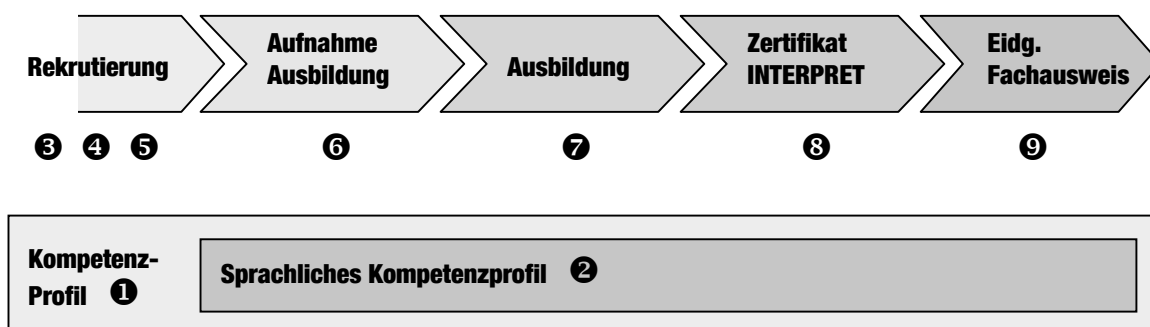 Rekrutierung
Aufnahme
Ausbildung
Ausbildung
Zertifikat
INTERPRET
Eidg.
Fachausweis
❸ ❹ ❺ ❻ ❼ ❽ ❾
Kompetenz-
Profil ❶
Sprachliches Kompetenzprofil ❷